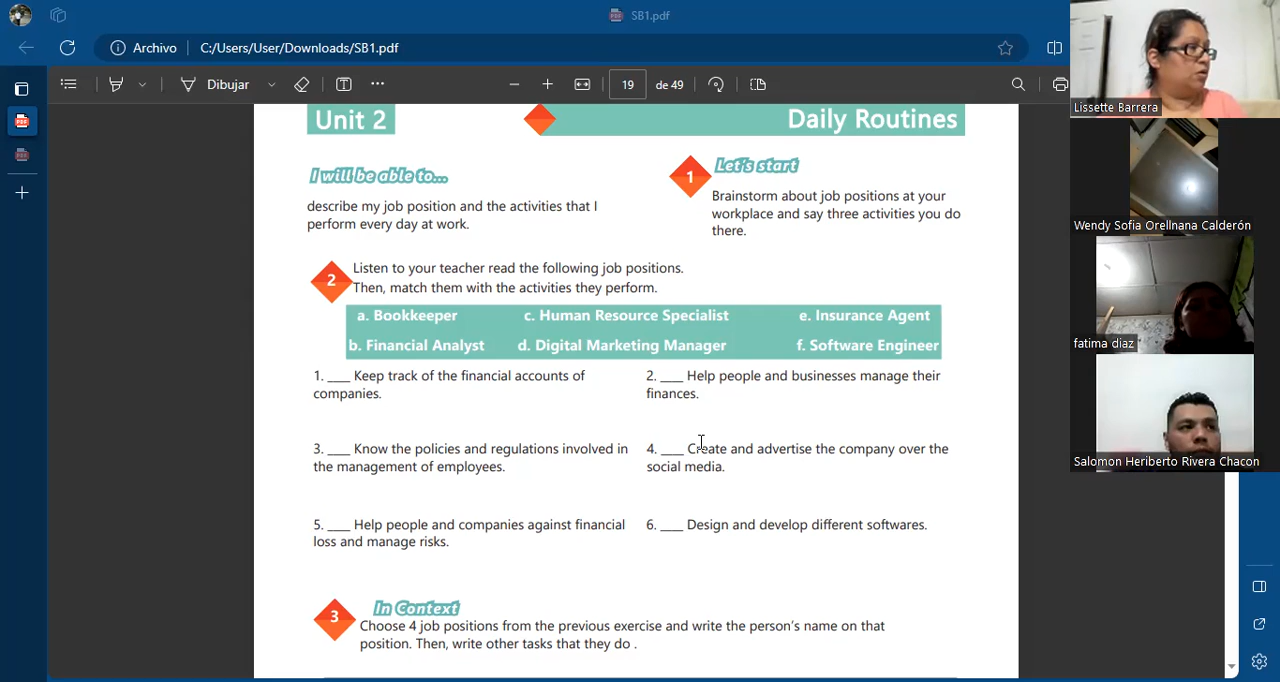 SB1.pdf
Archivo
C:/Users/User/Downloads/SB1.pdf
Dibujar
19
de 49
Unit 2
Daily Routines
I will be able to...
describe my job position and the activities that I
perform every day at work.
1
Let's start
Brainstorm about job positions at your
workplace and say three activities you do
there.
2
Listen to your teacher read the following job positions.
Then, match them with the activities they perform.
a. Bookkeeper
c. Human Resource Specialist
e. Insurance Agent
b. Financial Analyst
d. Digital Marketing Manager
f. Software Engineer
1. ___ Keep track of the financial accounts of
companies.
2. ___ Help people and businesses manage their
finances.
3. ___ Know the policies and regulations involved in
the management of employees.
4. ___ Create and advertise the company over the
social media.
5. ___ Help people and companies against financial
loss and manage risks.
6. ___ Design and develop different softwares.
3
In Context
Choose 4 job positions from the previous exercise and write the person's name on that
position. Then, write other tasks that they do .
Lissette Barrera
Wendy Sofía Orellnana Calderón
fatima diaz
Salomon Heriberto Rivera Chacon